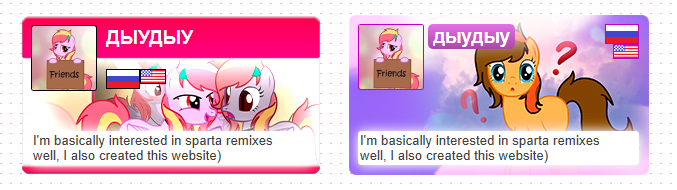 ДЫУДЫУ
Friends
I'm basically interested in sparta remixes
well, I also created this website)
дыудыу
Friends
I'm basically interested in sparta remixes
well, I also created this website)